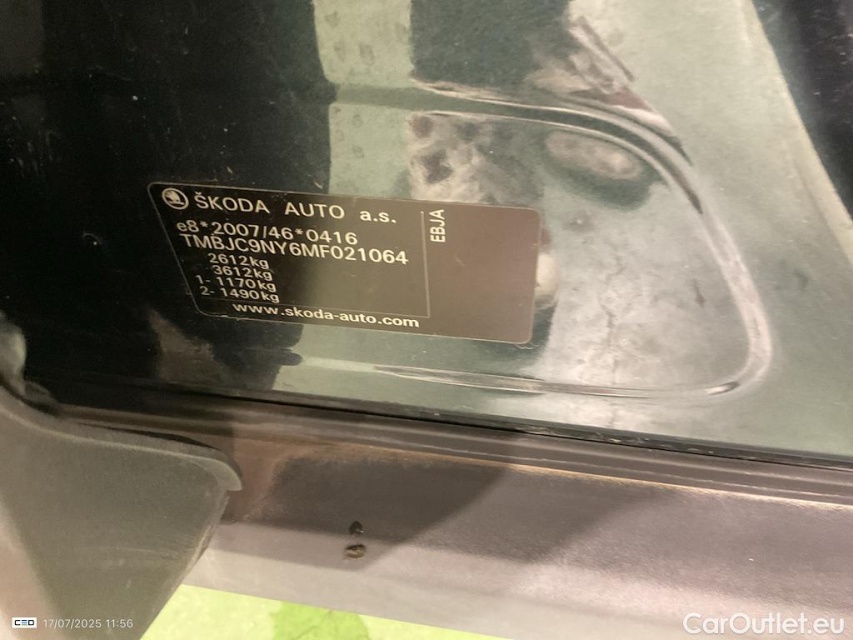 ŠKODA AUTO a.s.
e8*2007/46*0416
TMBJC9NY6MF021064
2612kg
3612kg
1- 1170kg
2- 1490kg
www.skoda-auto.com
EBJA
CED 17/07/2025 11:56
CarOutlet.eu